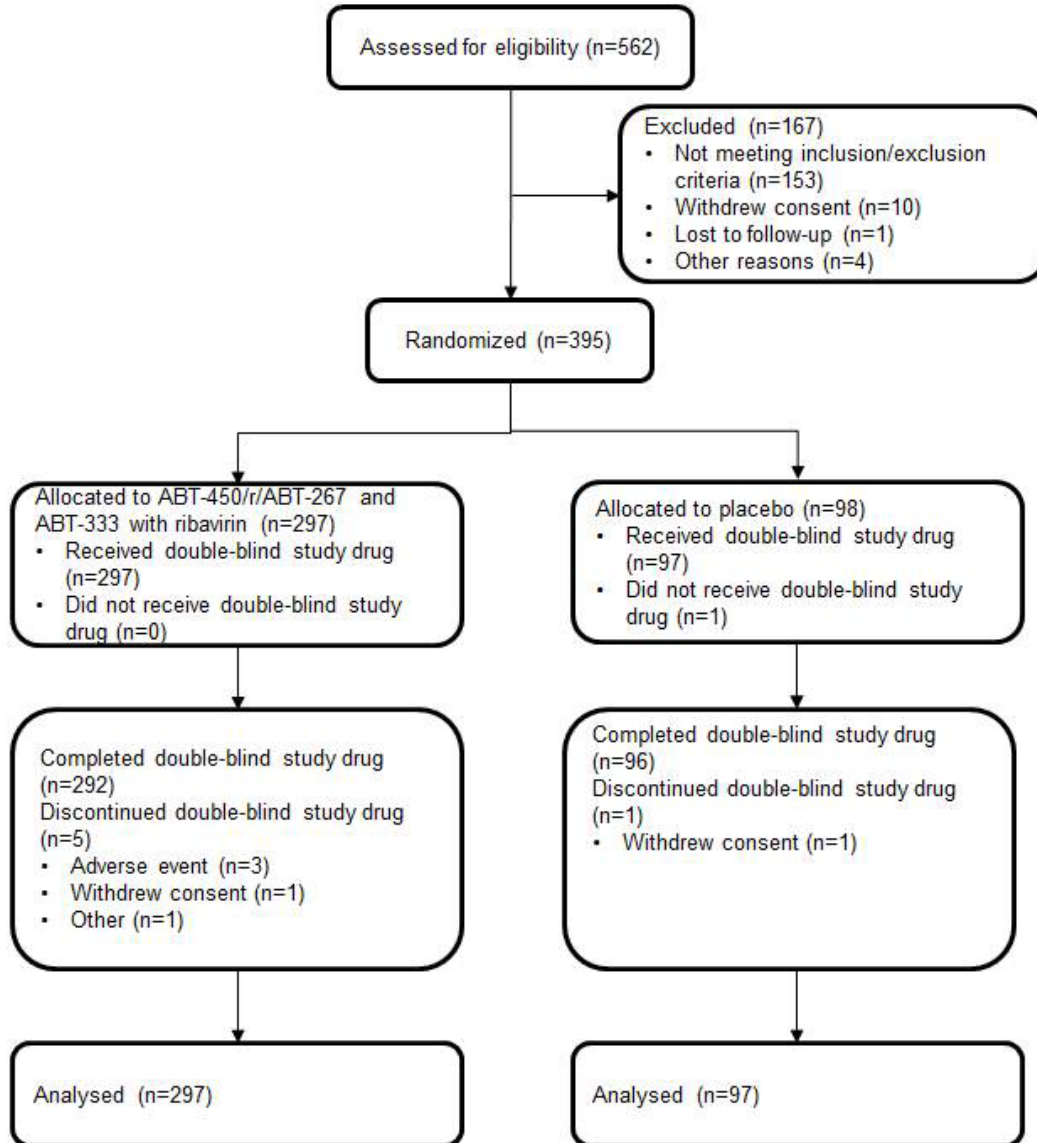 Assessed for eligibility (n=562)
Excluded (n=167)
• Not meeting inclusion/exclusion
criteria (n=153)
• Withdrew consent (n=10)
• Lost to follow-up (n=1)
• Other reasons (n=4)
Randomized (n=395)
Allocated to ABT-450/r/ABT-267 and
ABT-333 with ribavirin (n=297)
• Received double-blind study drug
(n=297)
• Did not receive double-blind study
drug (n=0)
Allocated to placebo (n=98)
• Received double-blind study drug
(n=97)
• Did not receive double-blind study
drug (n=1)
Completed double-blind study drug
(n=292)
Discontinued double-blind study drug
(n=5)
• Adverse event (n=3)
• Withdrew consent (n=1)
• Other (n=1)
Completed double-blind study drug
(n=96)
Discontinued double-blind study drug
(n=1)
• Withdrew consent (n=1)
Analysed (n=297)
Analysed (n=97)